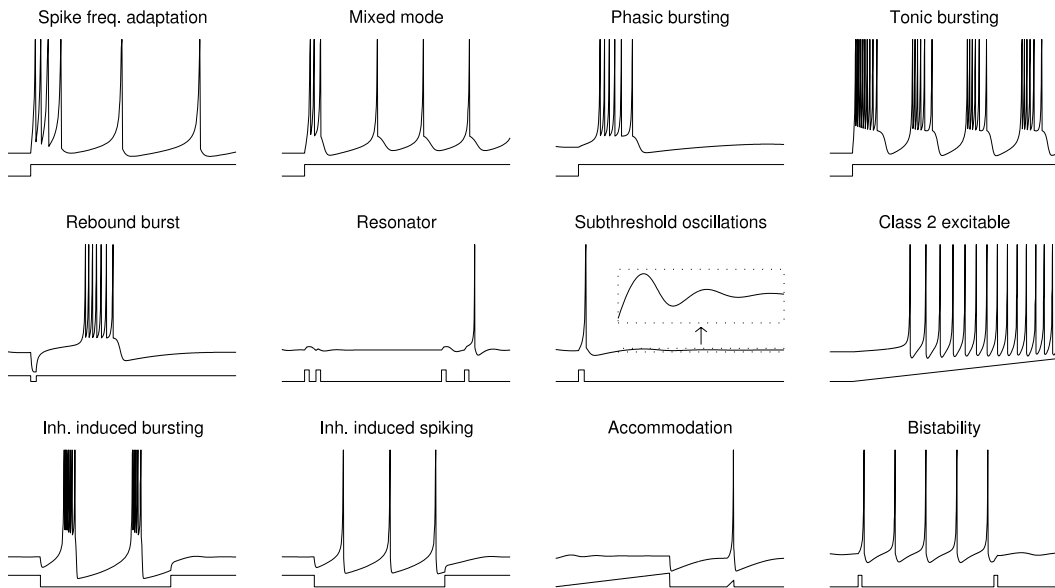 Spike freq. adaptation
Mixed mode
Phasic bursting
Tonic bursting
Rebound burst
Resonator
Subthreshold oscillations
Class 2 excitable
Inh. induced bursting
Inh. induced spiking
Accommodation
Bistability